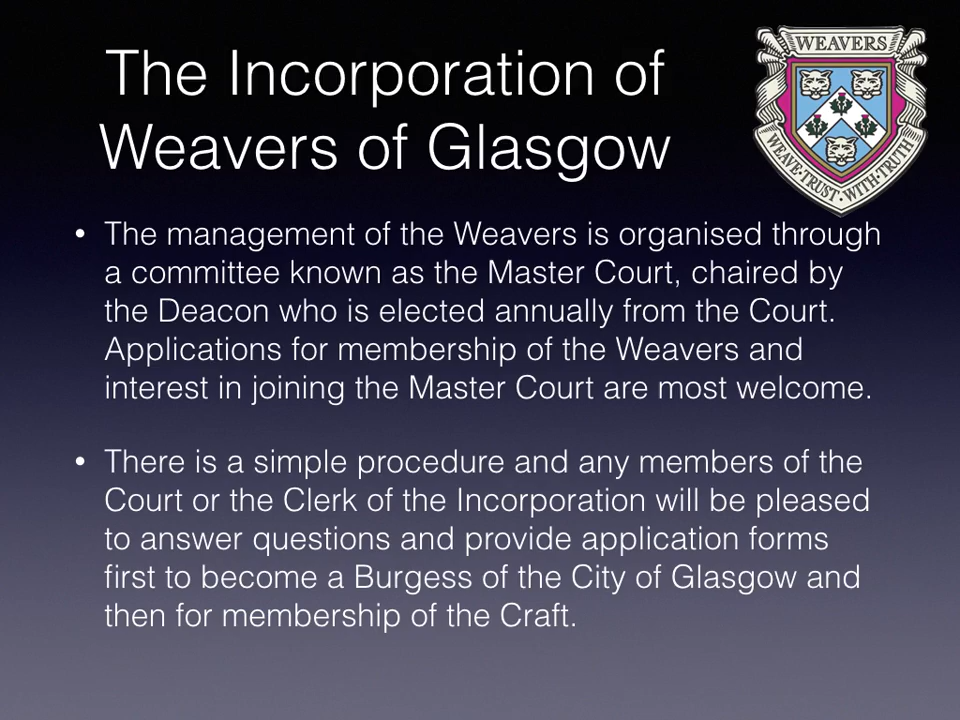 The Incorporation of
Weavers of Glasgow
WEAVERS
WEAVE·TRUST·WITH·TRUTH
• The management of the Weavers is organised through
a committee known as the Master Court, chaired by
the Deacon who is elected annually from the Court.
Applications for membership of the Weavers and
interest in joining the Master Court are most welcome.
• There is a simple procedure and any members of the
Court or the Clerk of the Incorporation will be pleased
to answer questions and provide application forms
first to become a Burgess of the City of Glasgow and
then for membership of the Craft.